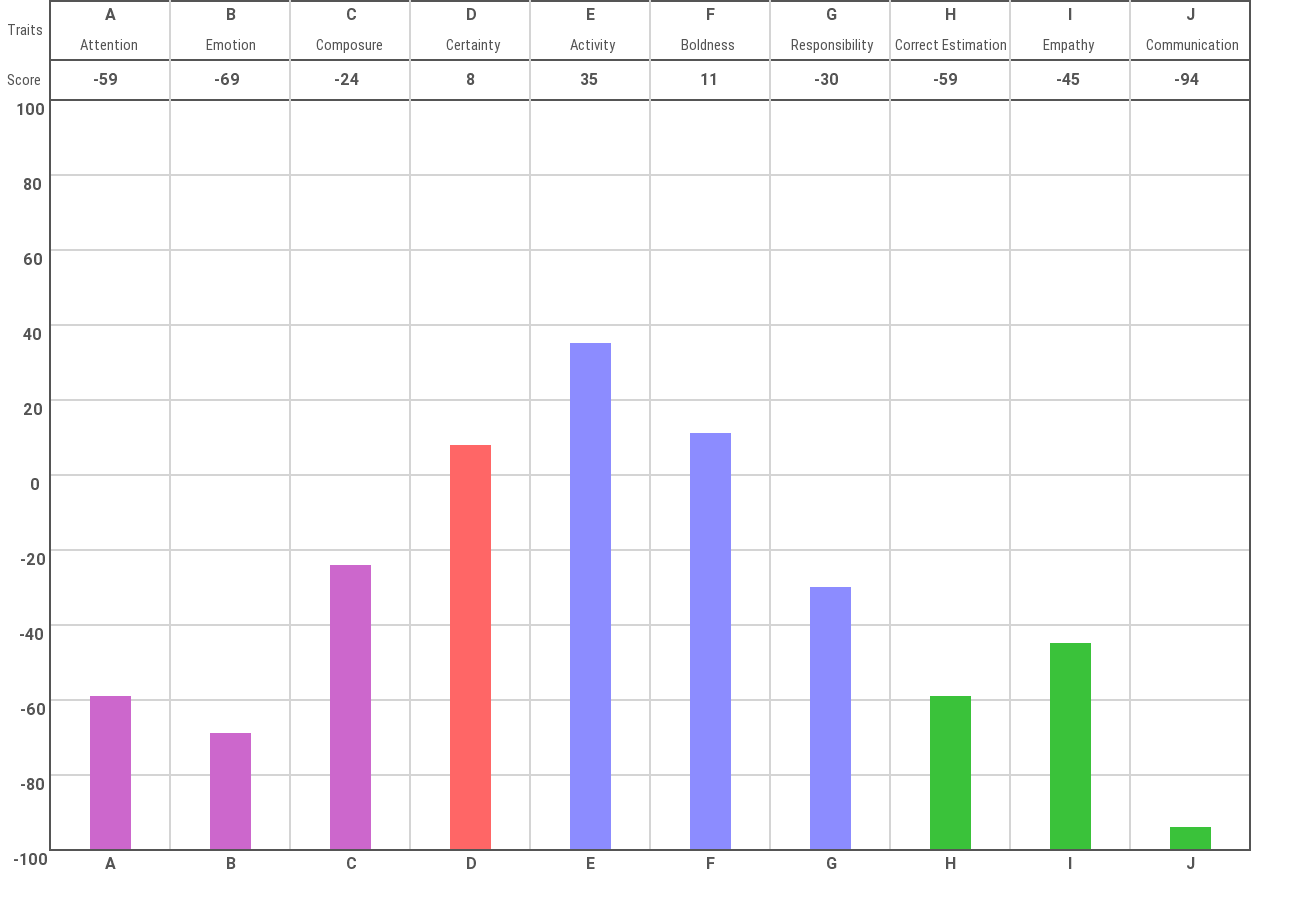 Traits A B C D E F G H I J
Attention Emotion Composure Certainty Activity Boldness Responsibility Correct Estimation Empathy Communication
Score -59 -69 -24 8 35 11 -30 -59 -45 -94
100
80
60
40
20
0
-20
-40
-60
-80
-100
A B C D E F G H I J